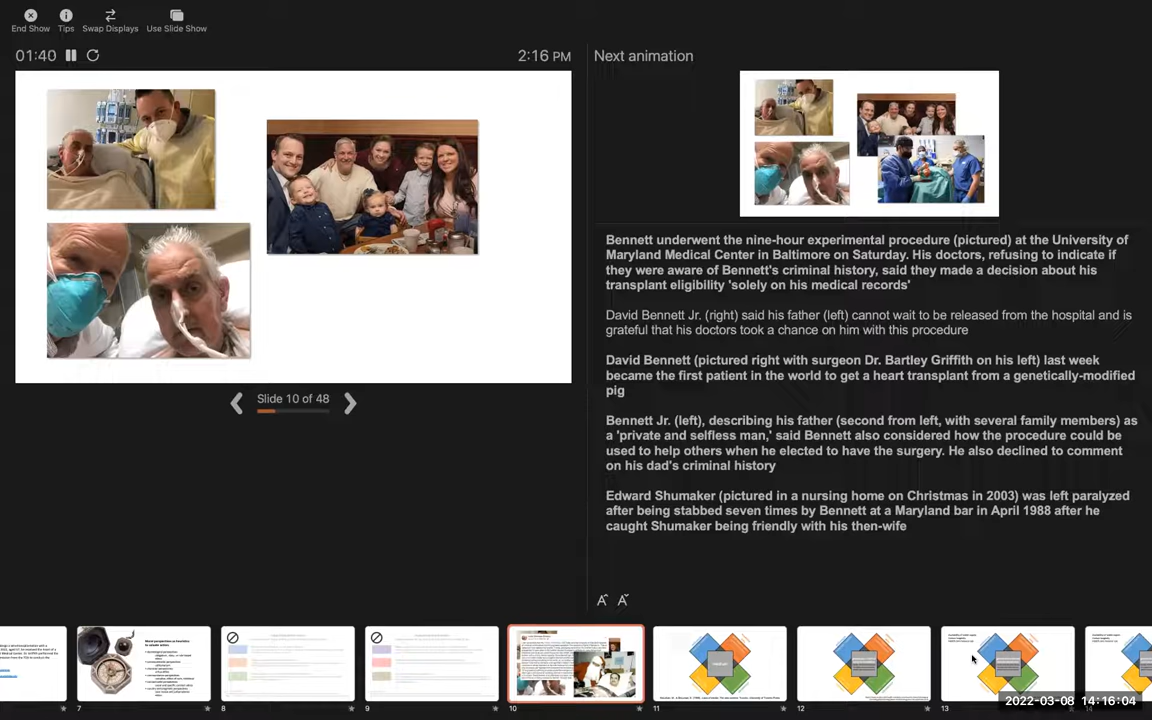 End Show
Tips
Swap Displays
Use Slide Show
01:40
2:16 PM
Next animation
Bennett underwent the nine-hour experimental procedure (pictured) at the University of
Maryland Medical Center in Baltimore on Saturday. His doctors, refusing to indicate if
they were aware of Bennett's criminal history, said they made a decision about his
transplant eligibility 'solely on his medical records'
David Bennett Jr. (right) said his father (left) cannot wait to be released from the hospital and is
grateful that his doctors took a chance on him with this procedure
David Bennett (pictured right with surgeon Dr. Bartley Griffith on his left) last week
became the first patient in the world to get a heart transplant from a genetically-modified
pig
Bennett Jr. (left), describing his father (second from left, with several family members) as
a 'private and selfless man,' said Bennett also considered how the procedure could be
used to help others when he elected to have the surgery. He also declined to comment
on his dad's criminal history
Edward Shumaker (pictured in a nursing home on Christmas in 2003) was left paralyzed
after being stabbed seven times by Bennett at a Maryland bar in April 1988 after he
caught Shumaker being friendly with his then-wife
Slide 10 of 48
7
8
9
10
11
12
13
2022-03-08 14:16:04